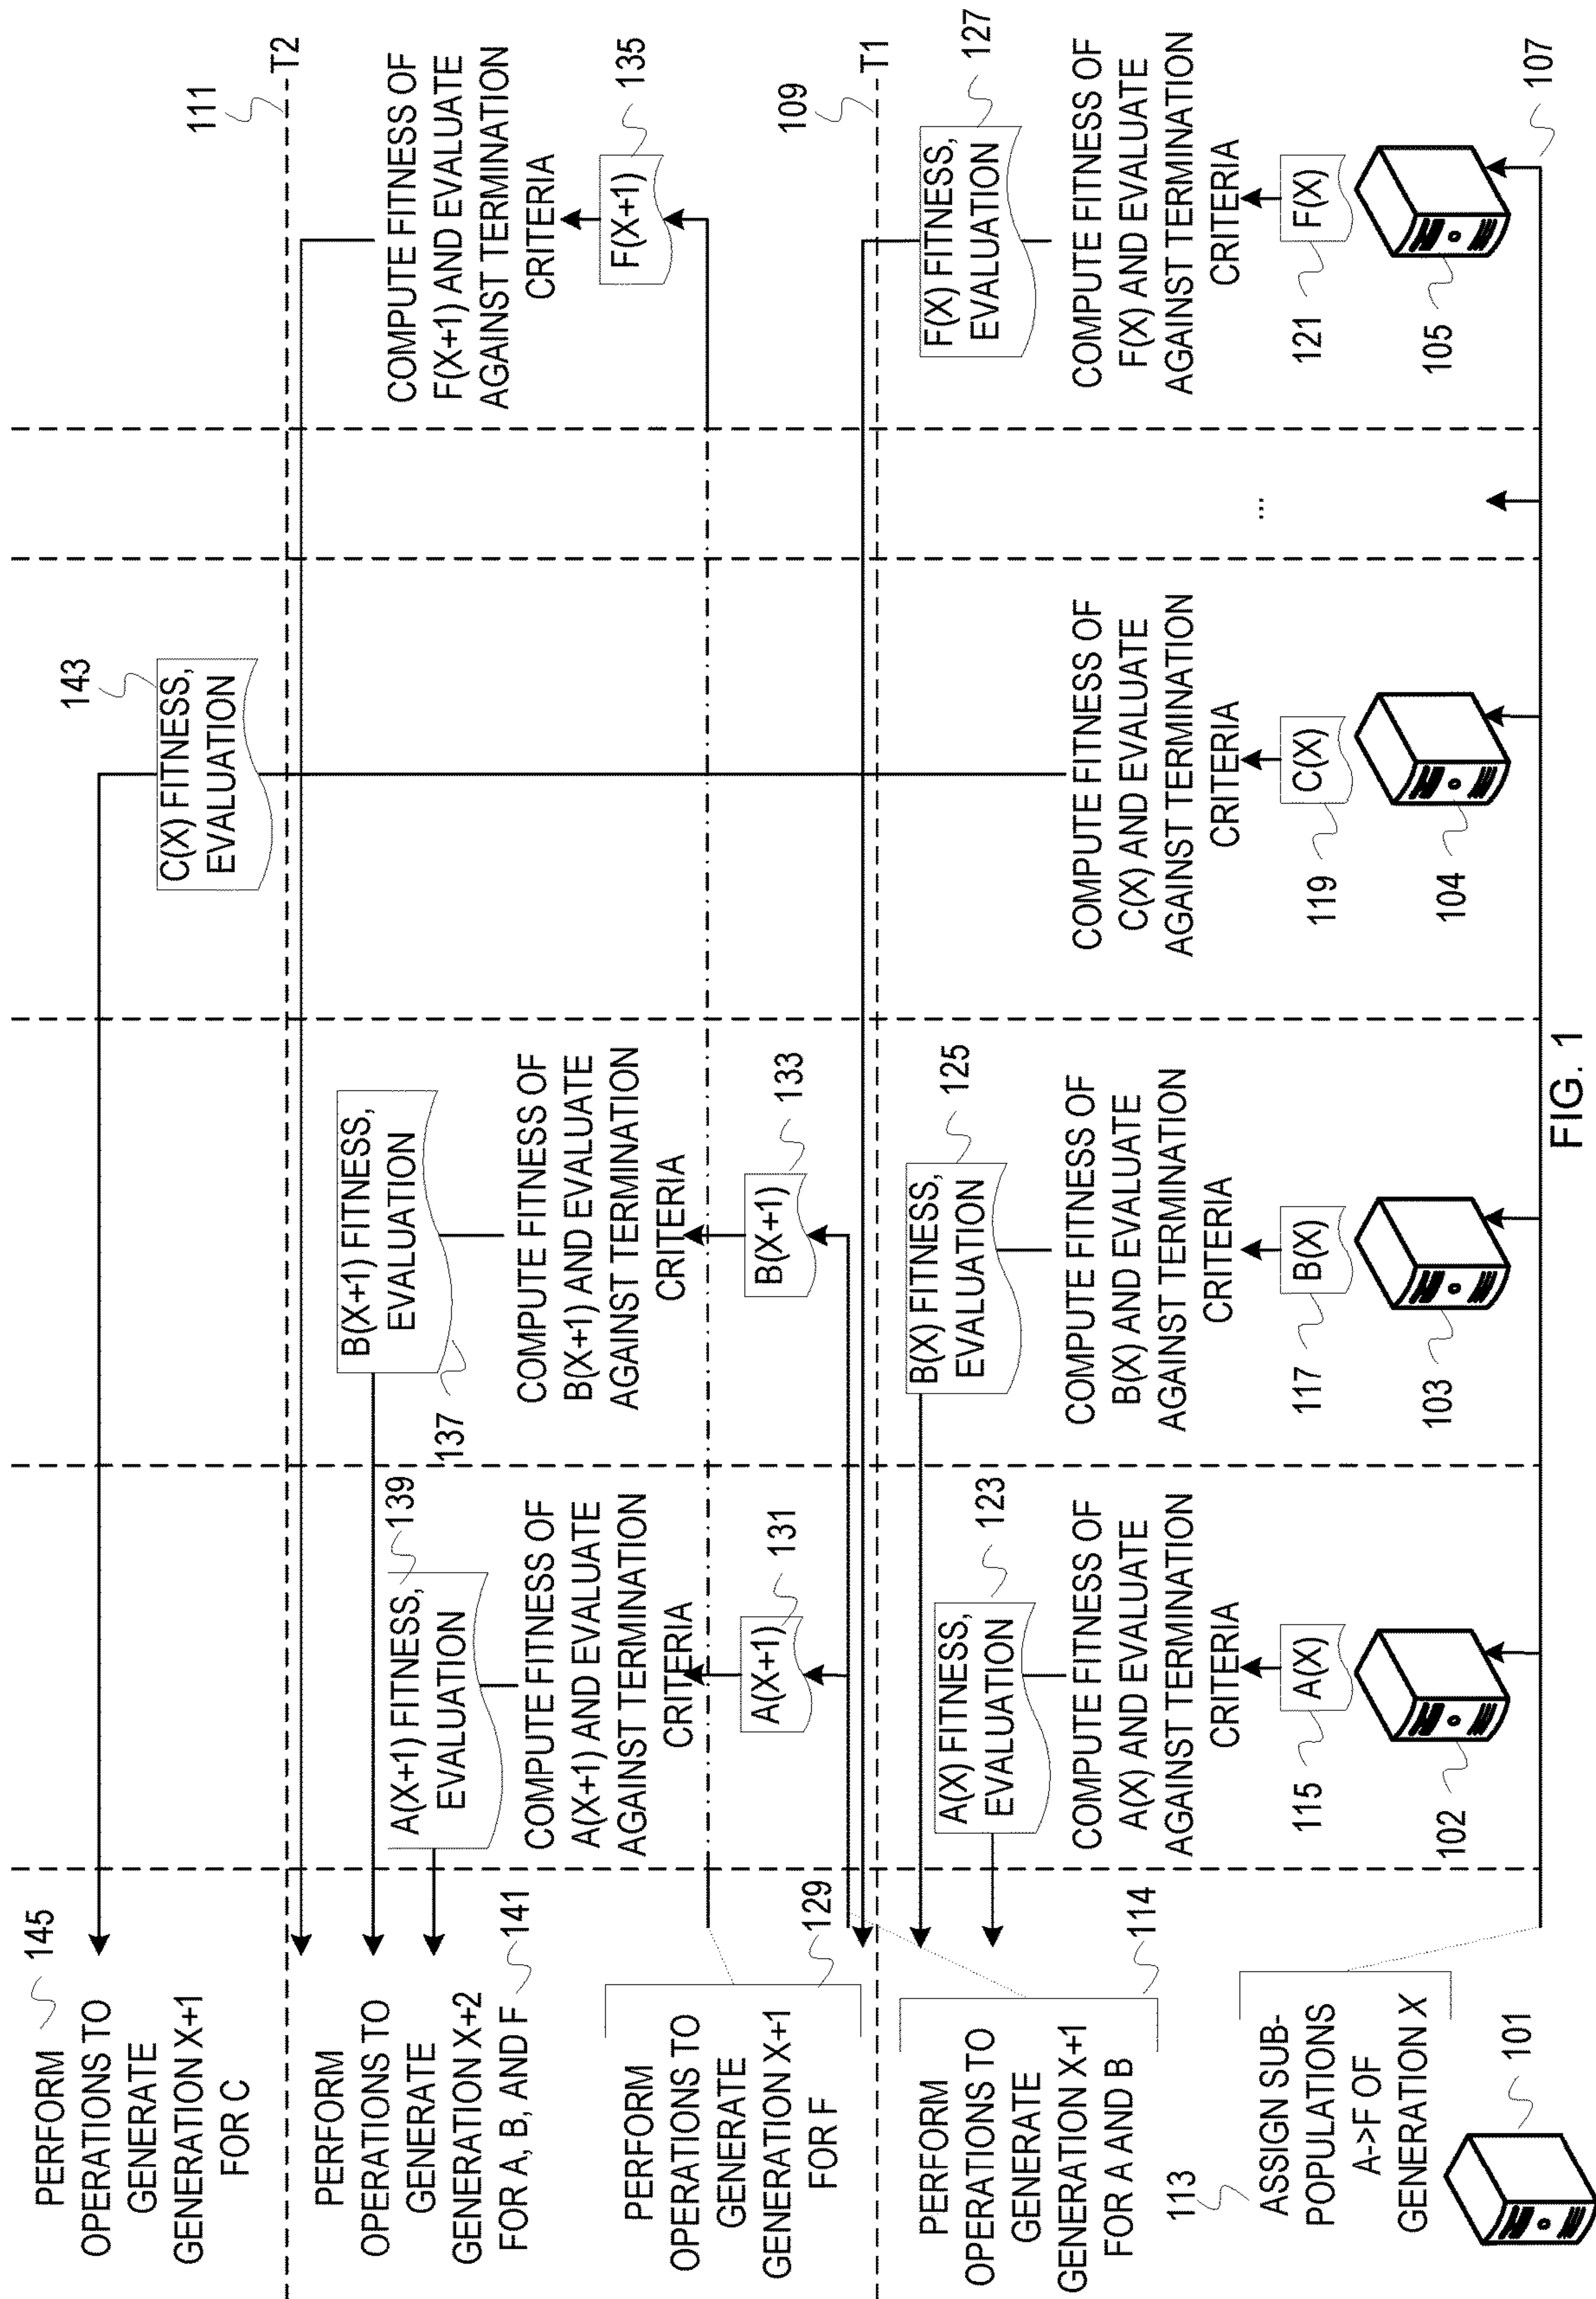 PERFORM
OPERATIONS TO
GENERATE
GENERATION X+1
FOR C
145
C(X) FITNESS,
EVALUATION
143
111
T2
PERFORM
OPERATIONS TO
GENERATE
GENERATION X+2
FOR A, B, AND F
141
A(X+1) FITNESS,
EVALUATION
139
B(X+1) FITNESS,
EVALUATION
137
COMPUTE FITNESS OF
A(X+1) AND EVALUATE
AGAINST TERMINATION
CRITERIA
COMPUTE FITNESS OF
B(X+1) AND EVALUATE
AGAINST TERMINATION
CRITERIA
COMPUTE FITNESS OF
F(X+1) AND EVALUATE
AGAINST TERMINATION
CRITERIA
F(X+1)
135
PERFORM
OPERATIONS TO
GENERATE
GENERATION X+1
FOR F
129
A(X+1)
131
B(X+1)
133
109
T1
PERFORM
OPERATIONS TO
GENERATE
GENERATION X+1
FOR A AND B
114
A(X) FITNESS,
EVALUATION
123
B(X) FITNESS,
EVALUATION
125
F(X) FITNESS,
EVALUATION
127
COMPUTE FITNESS OF
A(X) AND EVALUATE
AGAINST TERMINATION
CRITERIA
COMPUTE FITNESS OF
B(X) AND EVALUATE
AGAINST TERMINATION
CRITERIA
COMPUTE FITNESS OF
C(X) AND EVALUATE
AGAINST TERMINATION
CRITERIA
...
COMPUTE FITNESS OF
F(X) AND EVALUATE
AGAINST TERMINATION
CRITERIA
113
ASSIGN SUB-
POPULATIONS
A->F OF
GENERATION X
115
A(X)
117
B(X)
119
C(X)
121
F(X)
101
102
103
104
105
107
FIG. 1